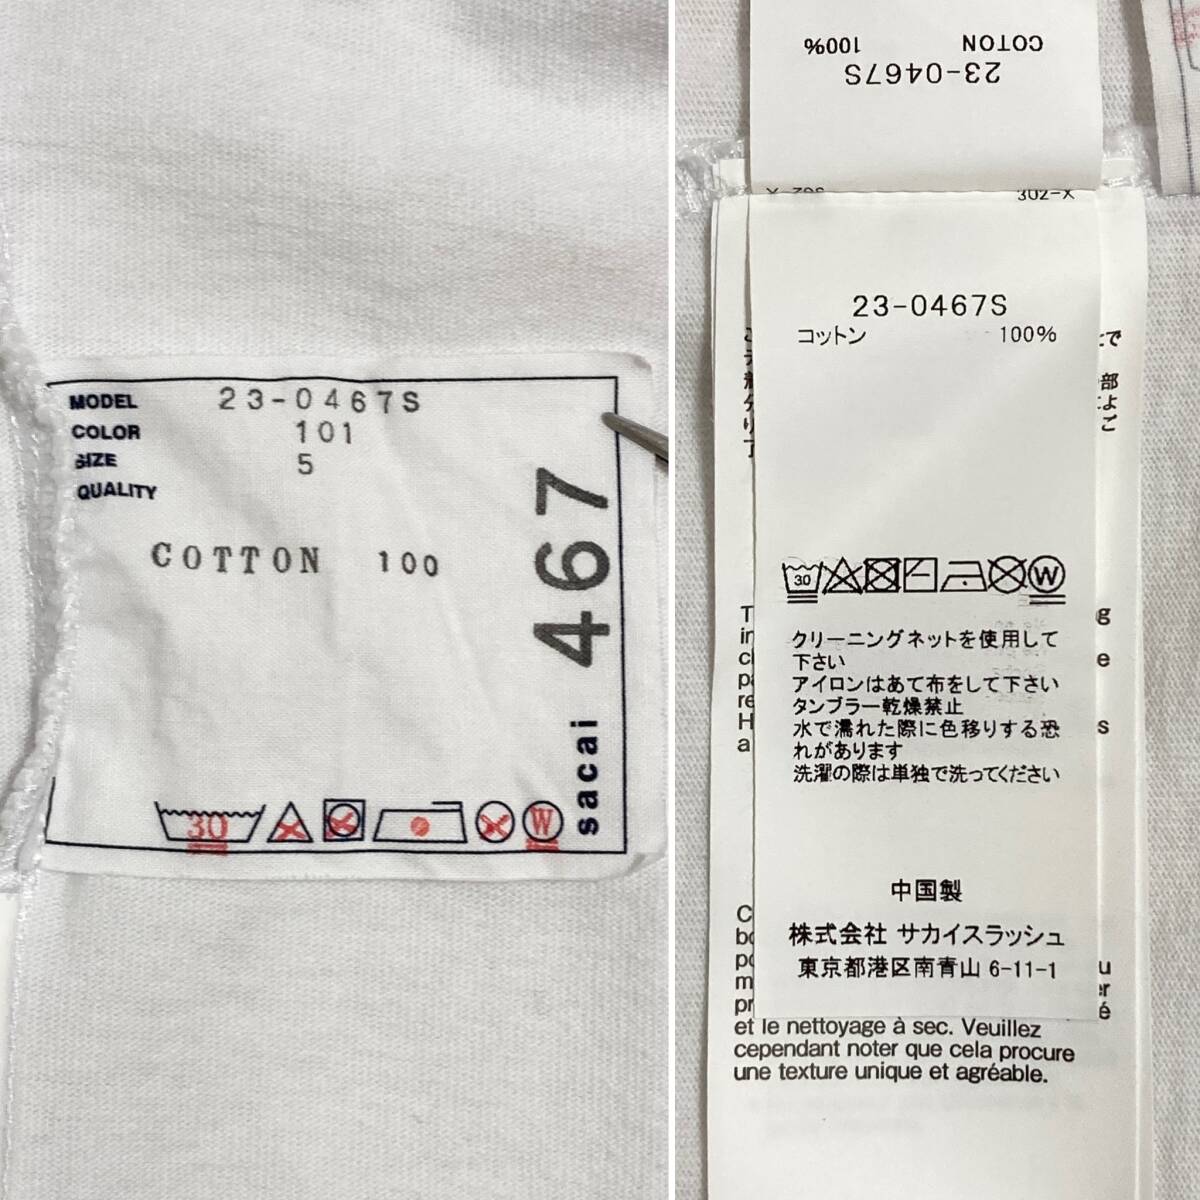 MODEL 23-0467S
COLOR 101
SIZE 5
QUALITY
COTTON 100
467
sacai
30
W
COTON 100%
23-0467S
302-X
23-0467S
コットン 100%
30
W
クリーニングネットを使用して
下さい
アイロンはあて布をして下さい
タンブラー乾燥禁止
水で濡れた際に色移りする恐
れがあります
洗濯の際は単独で洗ってください
中国製
株式会社 サカイスラッシュ
東京都港区南青山 6-11-1
et le nettoyage à sec. Veuillez
cependant noter que cela procure
une texture unique et agréable.